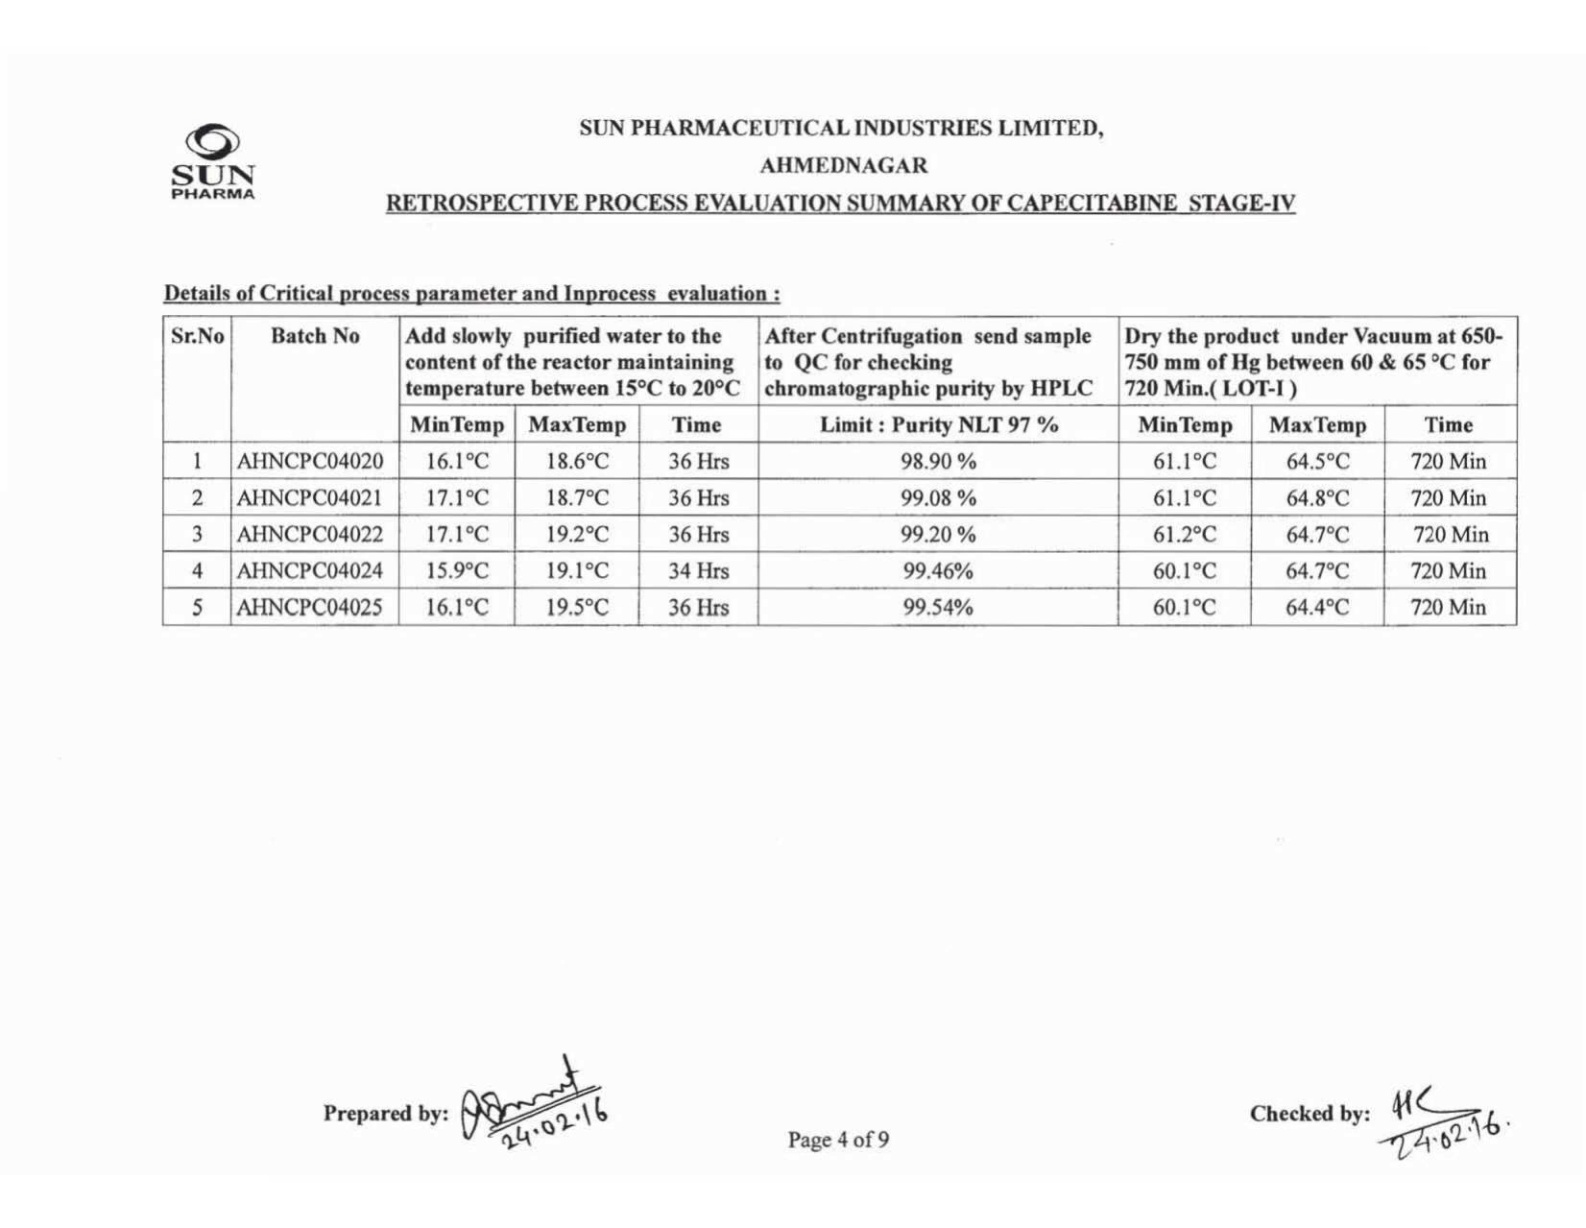 SUN
PHARMA
SUN PHARMACEUTICAL INDUSTRIES LIMITED,
AHMEDNAGAR
RETROSPECTIVE PROCESS EVALUATION SUMMARY OF CAPECITABINE STAGE-IV
Details of Critical process parameter and Inprocess evaluation :
Sr.No Batch No Add slowly purified water to the content of the reactor maintaining temperature between 15°C to 20°C After Centrifugation send sample to QC for checking chromatographic purity by HPLC Dry the product under Vacuum at 650-750 mm of Hg between 60 & 65 °C for 720 Min.( LOT-I )
MinTemp MaxTemp Time Limit : Purity NLT 97 % MinTemp MaxTemp Time
1 AHNCPC04020 16.1°C 18.6°C 36 Hrs 98.90 % 61.1°C 64.5°C 720 Min
2 AHNCPC04021 17.1°C 18.7°C 36 Hrs 99.08 % 61.1°C 64.8°C 720 Min
3 AHNCPC04022 17.1°C 19.2°C 36 Hrs 99.20 % 61.2°C 64.7°C 720 Min
4 AHNCPC04024 15.9°C 19.1°C 34 Hrs 99.46% 60.1°C 64.7°C 720 Min
5 AHNCPC04025 16.1°C 19.5°C 36 Hrs 99.54% 60.1°C 64.4°C 720 Min
Prepared by:
24.02.16
Page 4 of 9
Checked by:
24.02.16.